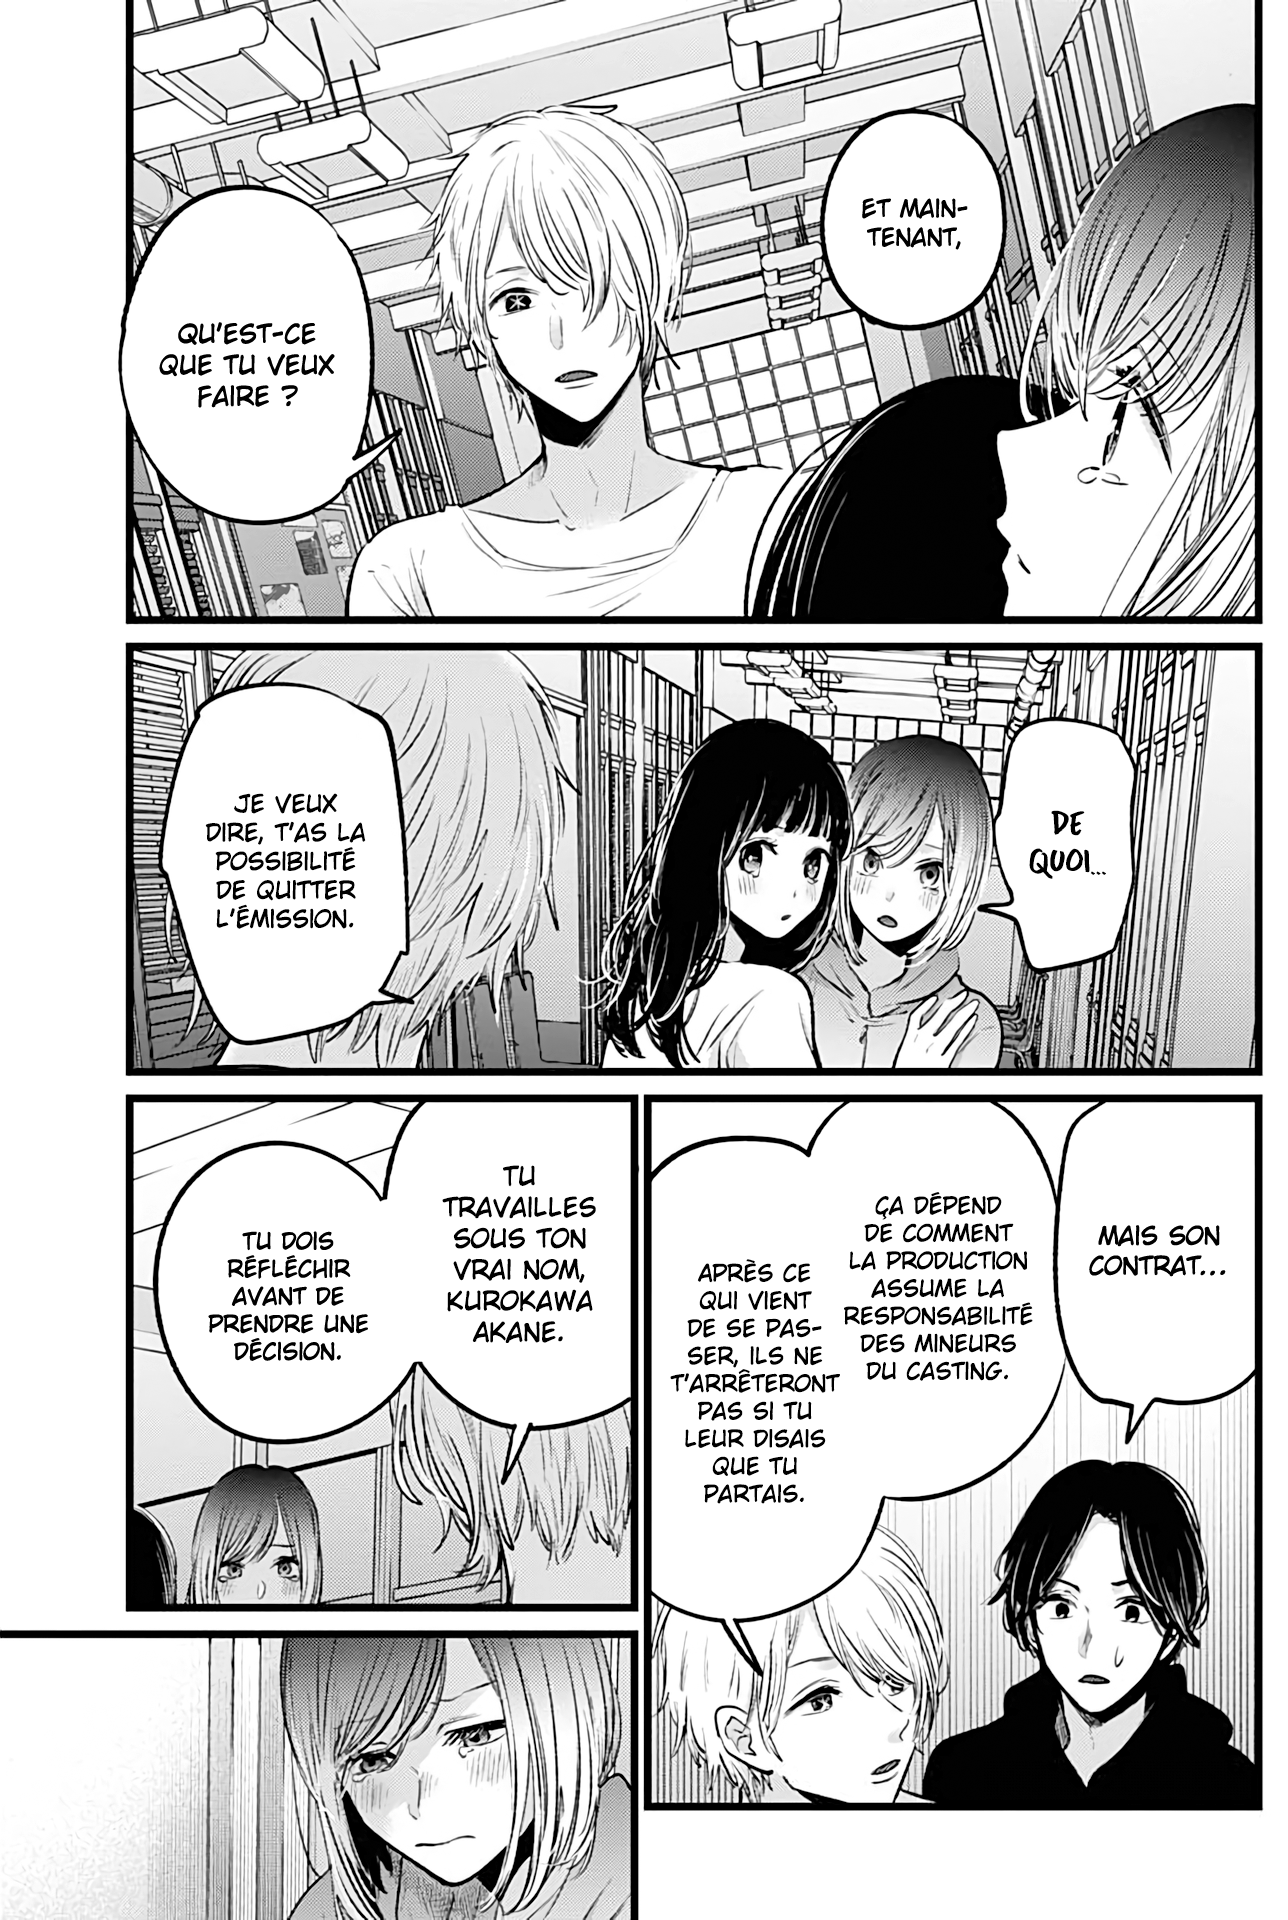 ET MAIN-
TENANT,
QU'EST-CE
QUE TU VEUX
FAIRE ?
DE
QUOI...
JE VEUX
DIRE, T'AS LA
POSSIBILITÉ
DE QUITTER
L'ÉMISSION.
MAIS SON
CONTRAT...
ÇA DÉPEND
DE COMMENT
LA PRODUCTION
ASSUME LA
RESPONSABILITÉ
DES MINEURS
DU CASTING.
APRÈS CE
QUI VIENT
DE SE PAS-
SER, ILS NE
T'ARRÊTERONT
PAS SI TU
LEUR DISAIS
QUE TU
PARTAIS.
TU
TRAVAILLES
SOUS TON
VRAI NOM,
KUROKAWA
AKANE.
TU DOIS
RÉFLÉCHIR
AVANT DE
PRENDRE UNE
DÉCISION.